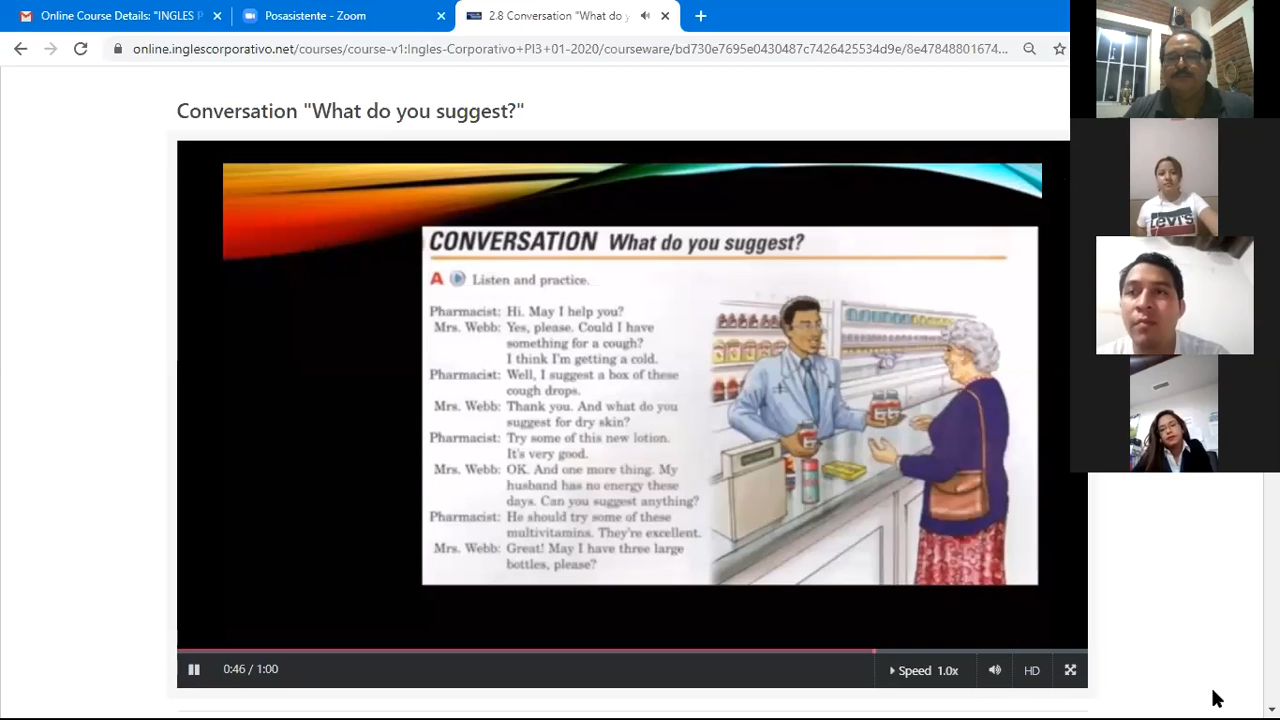 Online Course Details: "INGLES P
Posasistente - Zoom
2.8 Conversation "What do y
online.inglescorporativo.net/courses/course-v1:Ingles-Corporativo+PI3+01-2020/courseware/bd730e7695e0430487c7426425534d9e/8e47848801674...
Conversation "What do you suggest?"
CONVERSATION What do you suggest?
A Listen and practice.
Pharmacist: Hi. May I help you?
Mrs. Webb: Yes, please. Could I have
something for a cough?
I think I'm getting a cold.
Pharmacist: Well, I suggest a box of these
cough drops.
Mrs. Webb: Thank you. And what do you
suggest for dry skin?
Pharmacist: Try some of this new lotion.
It's very good.
Mrs. Webb: OK. And one more thing. My
husband has no energy these
days. Can you suggest anything?
Pharmacist: He should try some of these
multivitamins. They're excellent.
Mrs. Webb: Great! May I have three large
bottles, please?
0:46 / 1:00
Speed 1.0x
HD
LEVI'S